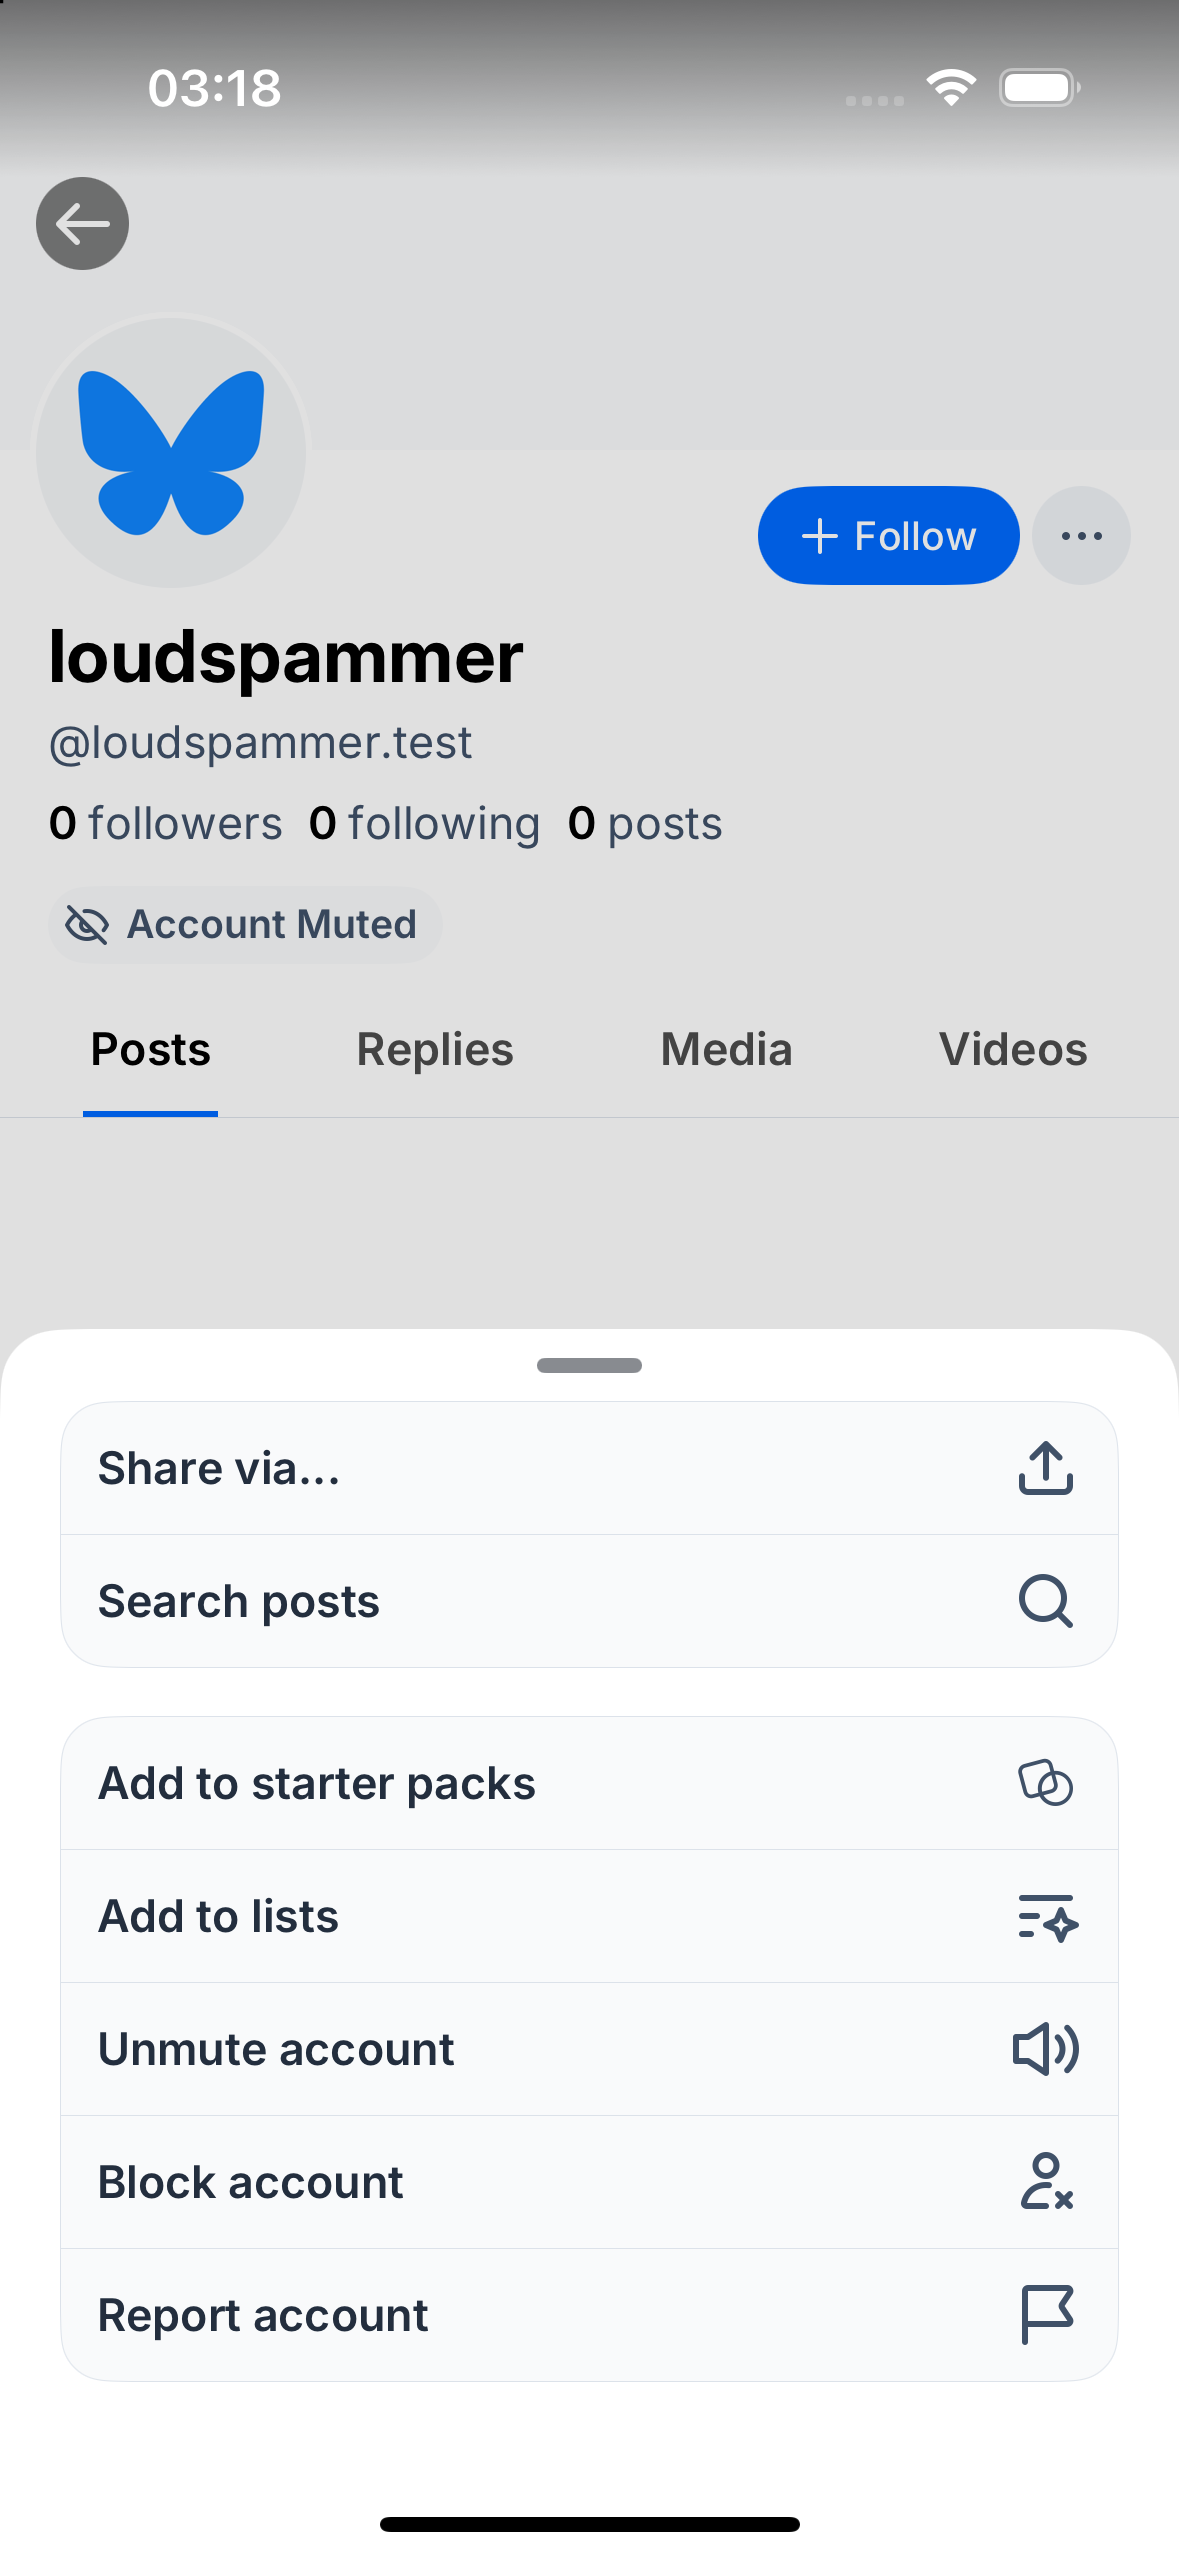 03:18
+ Follow
loudspammer
@loudspammer.test
0 followers 0 following 0 posts
Account Muted
Posts Replies Media Videos
Share via...
Search posts
Add to starter packs
Add to lists
Unmute account
Block account
Report account